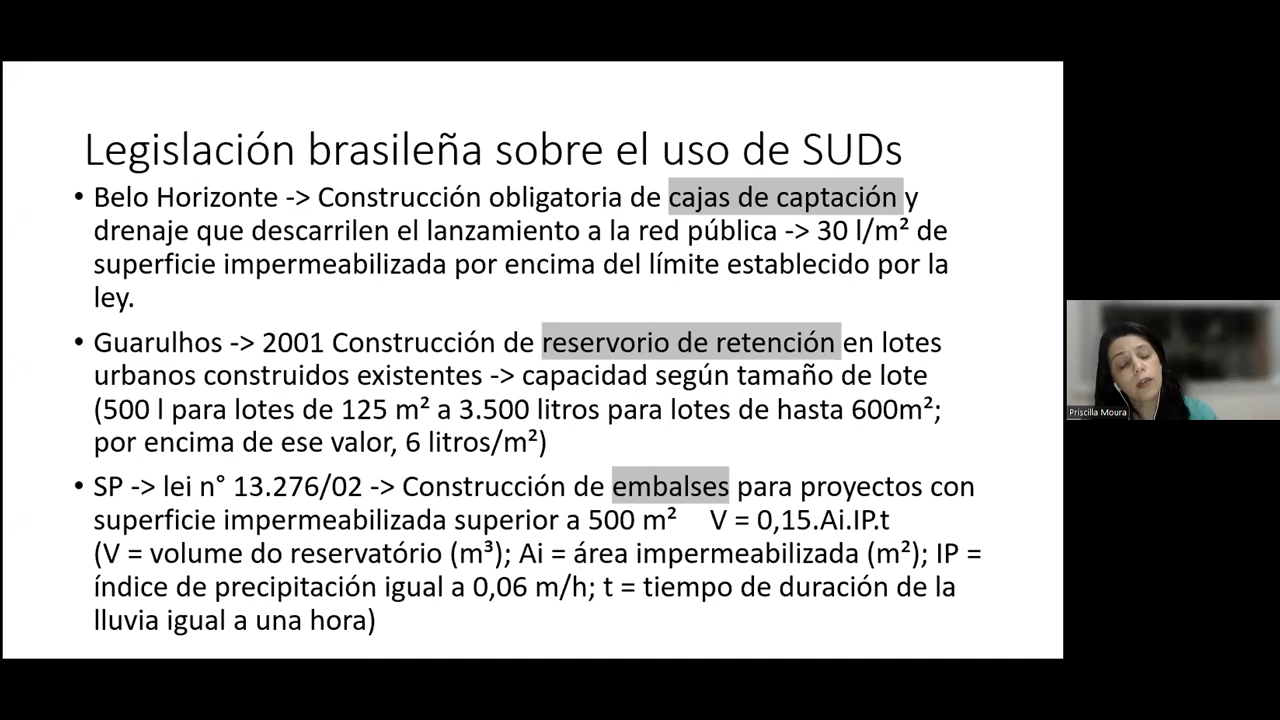 Legislación brasileña sobre el uso de SUDs
• Belo Horizonte -> Construcción obligatoria de cajas de captación y
drenaje que descarrilen el lanzamiento a la red pública -> 30 l/m² de
superficie impermeabilizada por encima del límite establecido por la
ley.
• Guarulhos -> 2001 Construcción de reservorio de retención en lotes
urbanos construidos existentes -> capacidad según tamaño de lote
(500 l para lotes de 125 m² a 3.500 litros para lotes de hasta 600m²;
por encima de ese valor, 6 litros/m²)
• SP -> lei n° 13.276/02 -> Construcción de embalses para proyectos con
superficie impermeabilizada superior a 500 m² V = 0,15.Ai.IP.t
(V = volume do reservatório (m³); Ai = área impermeabilizada (m²); IP =
índice de precipitación igual a 0,06 m/h; t = tiempo de duración de la
lluvia igual a una hora)
Priscilla Moura